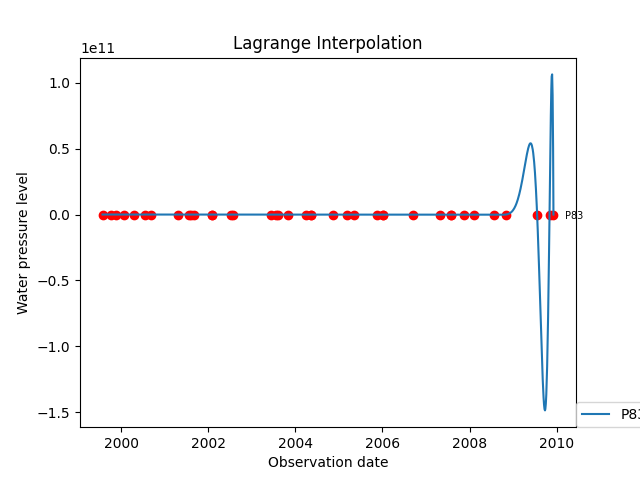 Lagrange Interpolation
1e11
1.0
0.5
0.0
−0.5
−1.0
−1.5
Water pressure level
P83
P83
2000 2002 2004 2006 2008 2010
Observation date